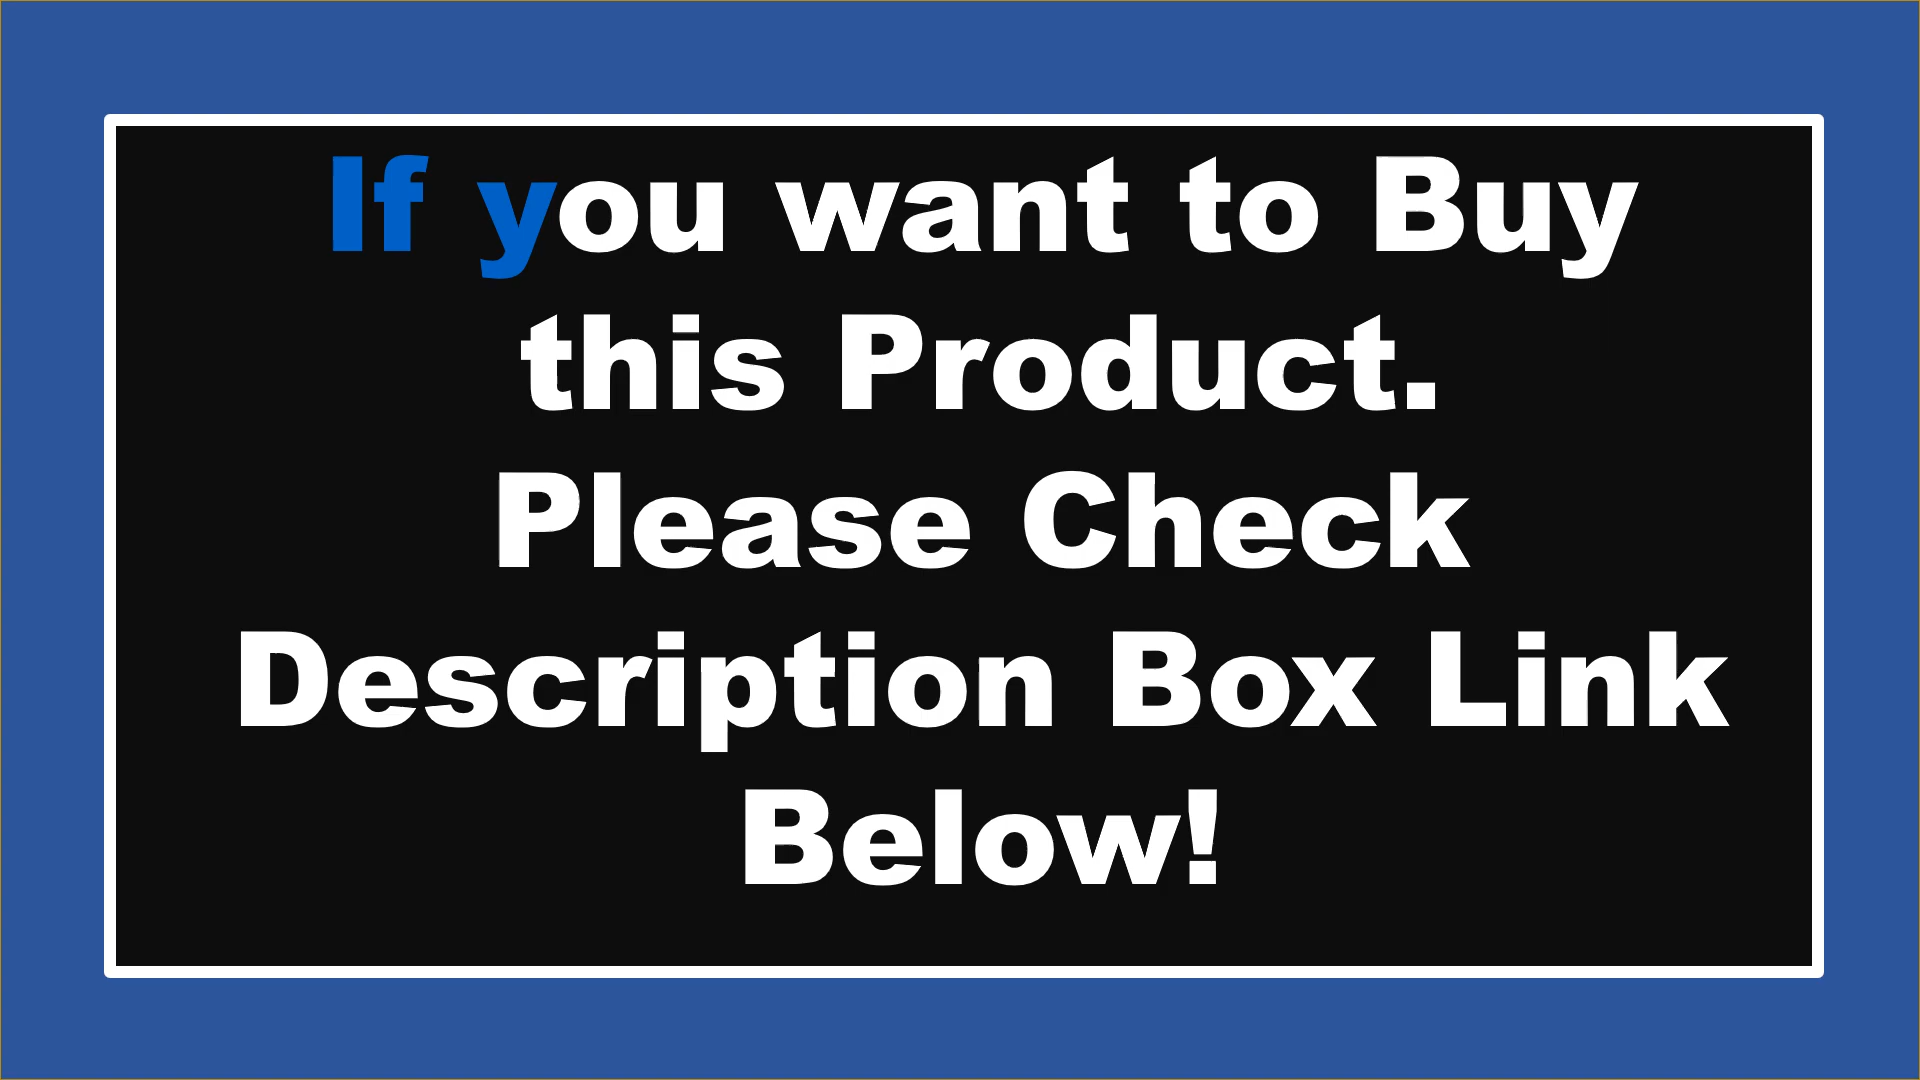 If you want to Buy
this Product.
Please Check
Description Box Link
Below!